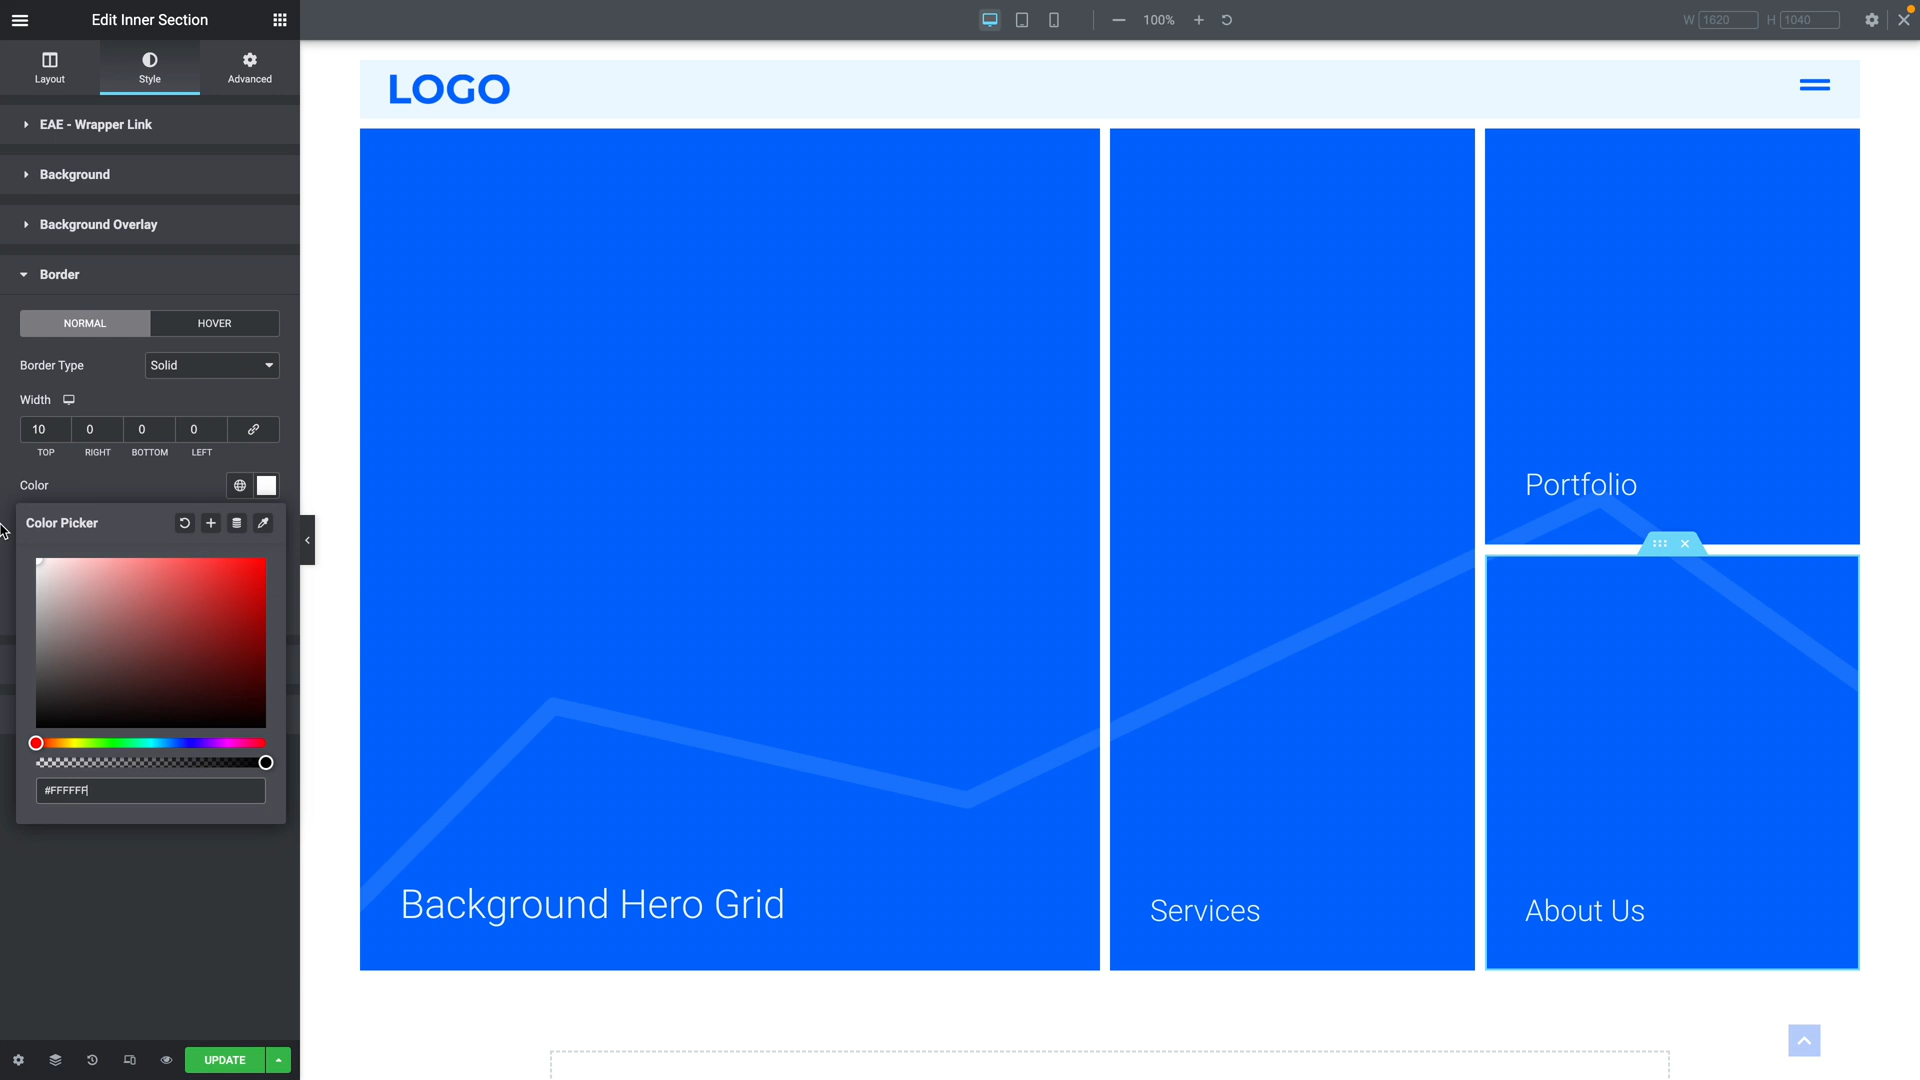 Edit Inner Section
100%
W 1620 H 1040
Layout
Style
Advanced
EAE - Wrapper Link
Background
Background Overlay
Border
NORMAL
HOVER
Border Type
Solid
Width
10
0
0
0
TOP
RIGHT
BOTTOM
LEFT
Color
Color Picker
#FFFFFF
UPDATE
LOGO
Portfolio
Background Hero Grid
Services
About Us